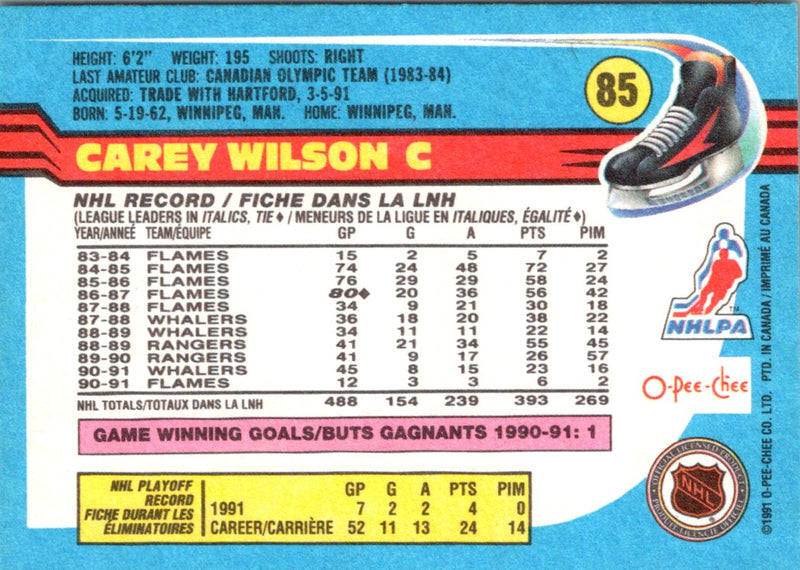 HEIGHT: 6'2" WEIGHT: 195 SHOOTS: RIGHT
LAST AMATEUR CLUB: CANADIAN OLYMPIC TEAM (1983-84)
ACQUIRED: TRADE WITH HARTFORD, 3-5-91
BORN: 5-19-62, WINNIPEG, MAN. HOME: WINNIPEG, MAN.
85
CAREY WILSON C
NHL RECORD / FICHE DANS LA LNH
(LEAGUE LEADERS IN ITALICS, TIE ♦ / MENEURS DE LA LIGUE EN ITALIQUES, ÉGALITÉ ♦)
YEAR/ANNÉE TEAM/ÉQUIPE GP G A PTS PIM
83-84 FLAMES 15 2 5 7 2
84-85 FLAMES 74 24 48 72 27
85-86 FLAMES 76 29 29 58 24
86-87 FLAMES 80♦ 20 36 56 42
87-88 FLAMES 34 9 21 30 18
87-88 WHALERS 36 18 20 38 22
88-89 WHALERS 34 11 11 22 14
88-89 RANGERS 41 21 34 55 45
89-90 RANGERS 41 9 17 26 57
90-91 WHALERS 45 8 15 23 16
90-91 FLAMES 12 3 3 6 2
NHL TOTALS/TOTAUX DANS LA LNH 488 154 239 393 269
GAME WINNING GOALS/BUTS GAGNANTS 1990-91: 1
NHL PLAYOFF
RECORD
FICHE DURANT LES
ÉLIMINATOIRES
GP G A PTS PIM
1991 7 2 2 4 0
CAREER/CARRIÈRE 52 11 13 24 14
NHLPA
TM
O-Pee-Chee
OFFICIAL LICENSED PRODUCT
NHL
PRODUIT LICENCIÉ OFFICIEL
©1991 O-PEE-CHEE CO. LTD. PTD. IN CANADA / IMPRIMÉ AU CANADA